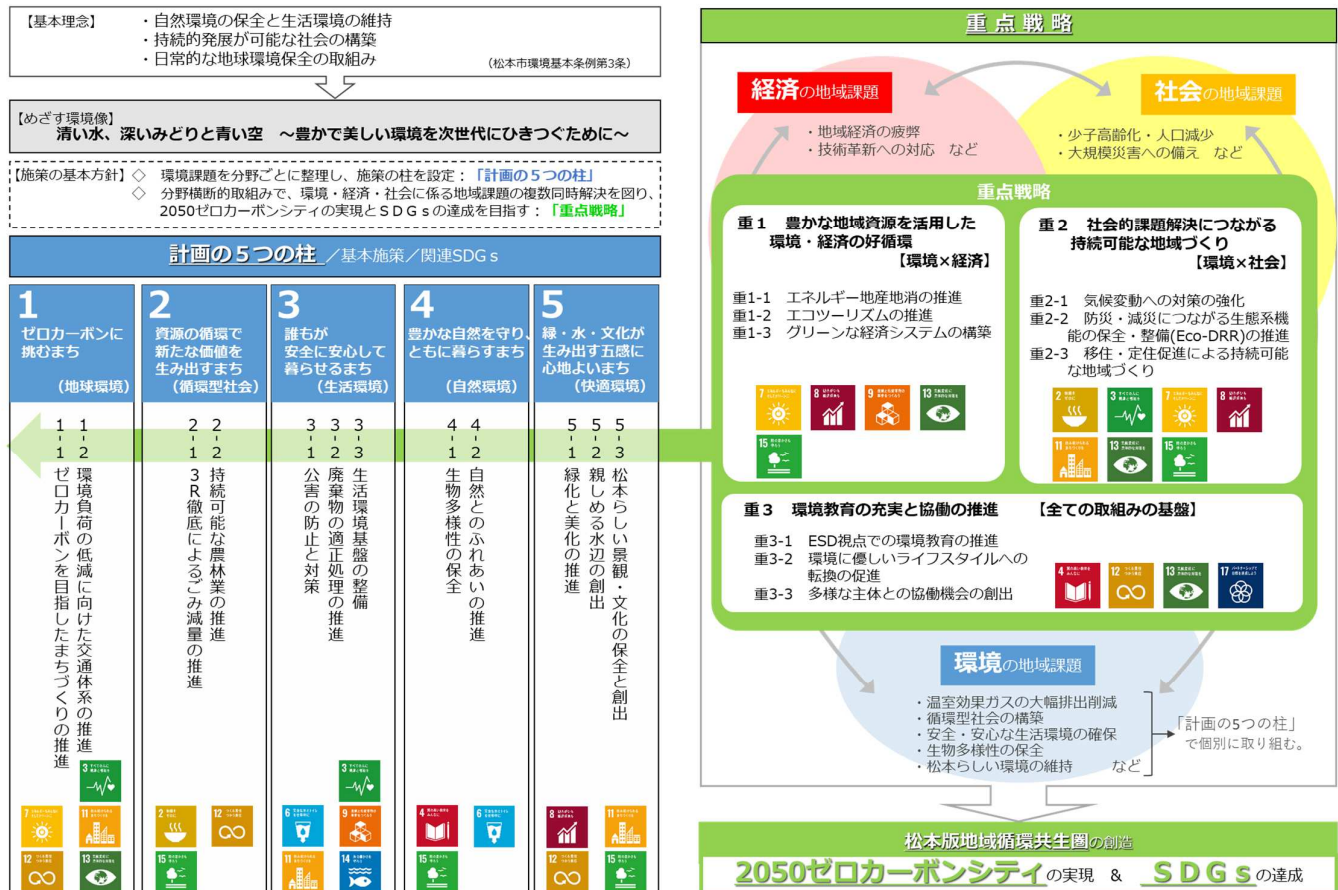 【基本理念】
・自然環境の保全と生活環境の維持
・持続的発展が可能な社会の構築
・日常的な地球環境保全の取組み
（松本市環境基本条例第3条）
【めざす環境像】
清い水、深いみどりと青い空　～豊かで美しい環境を次世代にひきつぐために～
【施策の基本方針】◇　環境課題を分野ごとに整理し、施策の柱を設定：「計画の５つの柱」
◇　分野横断的取組みで、環境・経済・社会に係る地域課題の複数同時解決を図り、
2050ゼロカーボンシティの実現とＳＤＧｓの達成を目指す：「重点戦略」
計画の５つの柱／基本施策／関連SDGｓ
1
ゼロカーボンに
挑むまち
（地球環境）
2
資源の循環で
新たな価値を
生み出すまち
（循環型社会）
3
誰もが
安全に安心して
暮らせるまち
（生活環境）
4
豊かな自然を守り、
ともに暮らすまち
（自然環境）
5
緑・水・文化が
生み出す五感に
心地よいまち
（快適環境）
1-1 ゼロカーボンを目指したまちづくりの推進
1-2 環境負荷の低減に向けた交通体系の推進
2-1 ３Ｒ徹底によるごみ減量の推進
2-2 持続可能な農林業の推進
3-1 公害の防止と対策
3-2 廃棄物の適正処理の推進
3-3 生活環境基盤の整備
4-1 生物多様性の保全
4-2 自然とのふれあいの推進
5-1 緑化と美化の推進
5-2 親しめる水辺の創出
5-3 松本らしい景観・文化の保全と創出
3
7
11
12
13
2
12
15
3
6
9
11
14
4
6
15
8
11
12
15
重点戦略
経済の地域課題
・地域経済の疲弊
・技術革新への対応　など
社会の地域課題
・少子高齢化・人口減少
・大規模災害への備え　など
重点戦略
重１　豊かな地域資源を活用した
環境・経済の好循環
【環境×経済】
重1-1　エネルギー地産地消の推進
重1-2　エコツーリズムの推進
重1-3　グリーンな経済システムの構築
7
8
9
13
15
重２　社会的課題解決につながる
持続可能な地域づくり
【環境×社会】
重2-1　気候変動への対策の強化
重2-2　防災・減災につながる生態系機
能の保全・整備(Eco-DRR)の推進
重2-3　移住・定住促進による持続可能
な地域づくり
2
3
7
8
11
13
15
重３　環境教育の充実と協働の推進　【全ての取組みの基盤】
重3-1　ESD視点での環境教育の推進
重3-2　環境に優しいライフスタイルへの
転換の促進
重3-3　多様な主体との協働機会の創出
4
12
13
17
環境の地域課題
・温室効果ガスの大幅排出削減
・循環型社会の構築
・安全・安心な生活環境の確保
・生物多様性の保全
・松本らしい環境の維持　など
「計画の5つの柱」
で個別に取り組む。
松本版地域循環共生圏の創造
2050ゼロカーボンシティの実現　＆　ＳＤＧｓの達成